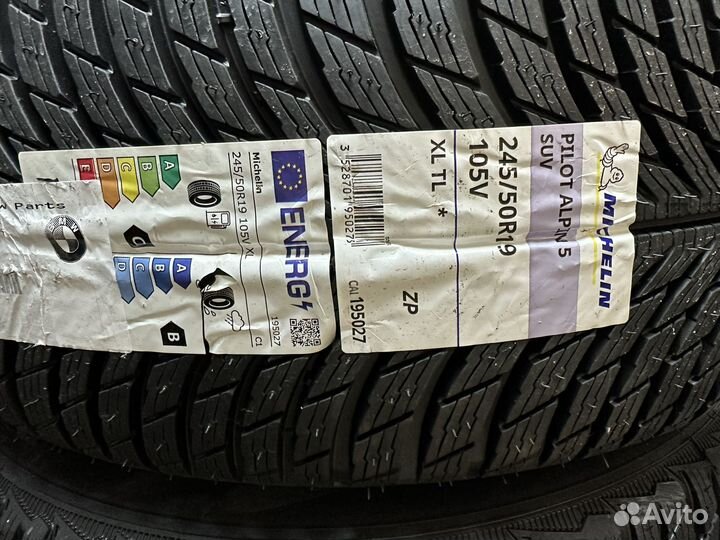 MICHELIN
PILOT ALPIN 5
SUV
245/50R19
105V
XL TL *
ZP
3 528701 950273
CAI 195027
ENERG
Michelin
245/50R19 105V XL
195027
C1
A
B
C
D
E
A
B
C
D
B
w Parts
Avito